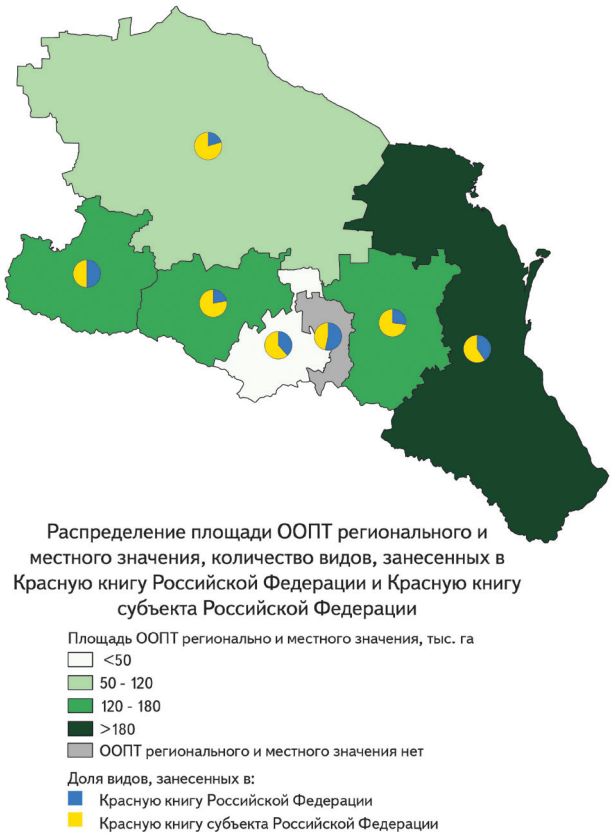 Распределение площади ООПТ регионального и
местного значения, количество видов, занесенных в
Красную книгу Российской Федерации и Красную книгу
субъекта Российской Федерации
Площадь ООПТ регионально и местного значения, тыс. га
<50
50 - 120
120 - 180
>180
ООПТ регионального и местного значения нет
Доля видов, занесенных в:
Красную книгу Российской Федерации
Красную книгу субъекта Российской Федерации